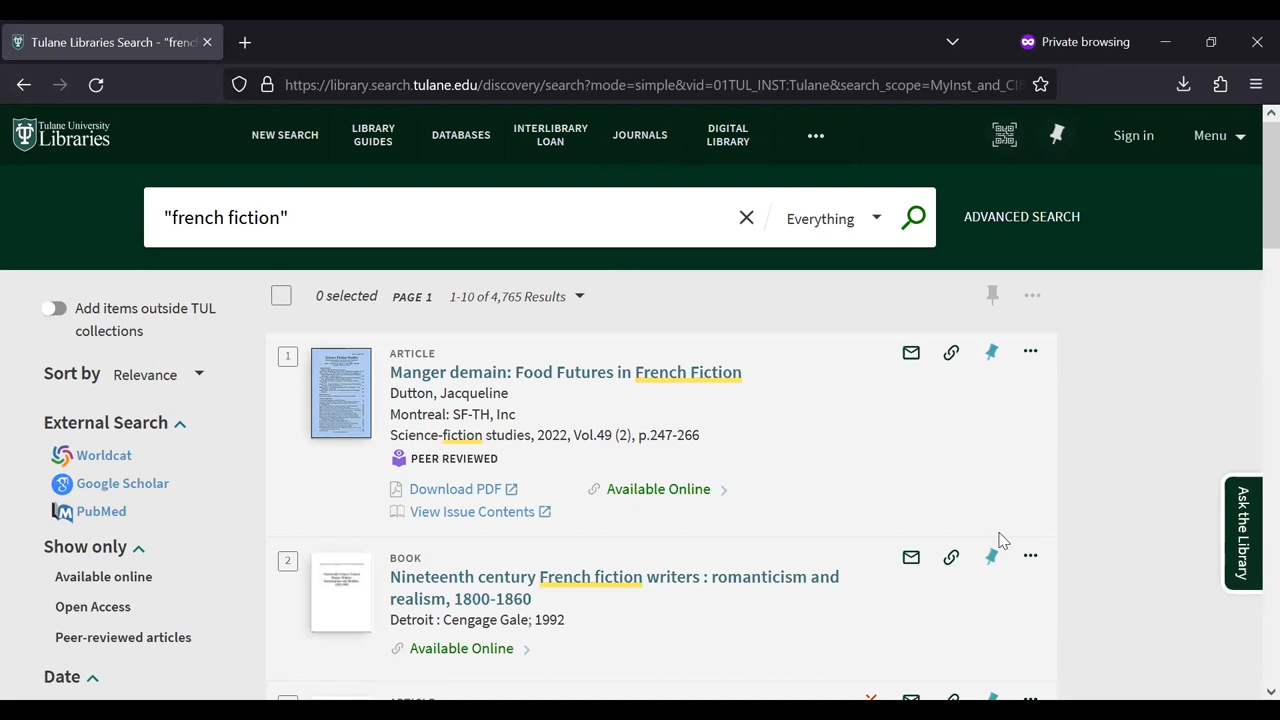 Tulane Libraries Search - "frenc
Private browsing
https://library.search.tulane.edu/discovery/search?mode=simple&vid=01TUL_INST:Tulane&search_scope=MyInst_and_CI&
Tulane University
Libraries
NEW SEARCH
LIBRARY
GUIDES
DATABASES
INTERLIBRARY
LOAN
JOURNALS
DIGITAL
LIBRARY
Sign in
Menu
"french fiction"
Everything
ADVANCED SEARCH
Add items outside TUL
collections
0 selected PAGE 1 1-10 of 4,765 Results
Sort by Relevance
External Search
Worldcat
Google Scholar
PubMed
Show only
Available online
Open Access
Peer-reviewed articles
Date
1
ARTICLE
Manger demain: Food Futures in French Fiction
Dutton, Jacqueline
Montreal: SF-TH, Inc
Science-fiction studies, 2022, Vol.49 (2), p.247-266
PEER REVIEWED
Download PDF
Available Online
View Issue Contents
2
BOOK
Nineteenth century French fiction writers : romanticism and
realism, 1800-1860
Detroit : Cengage Gale; 1992
Available Online
Ask the Library